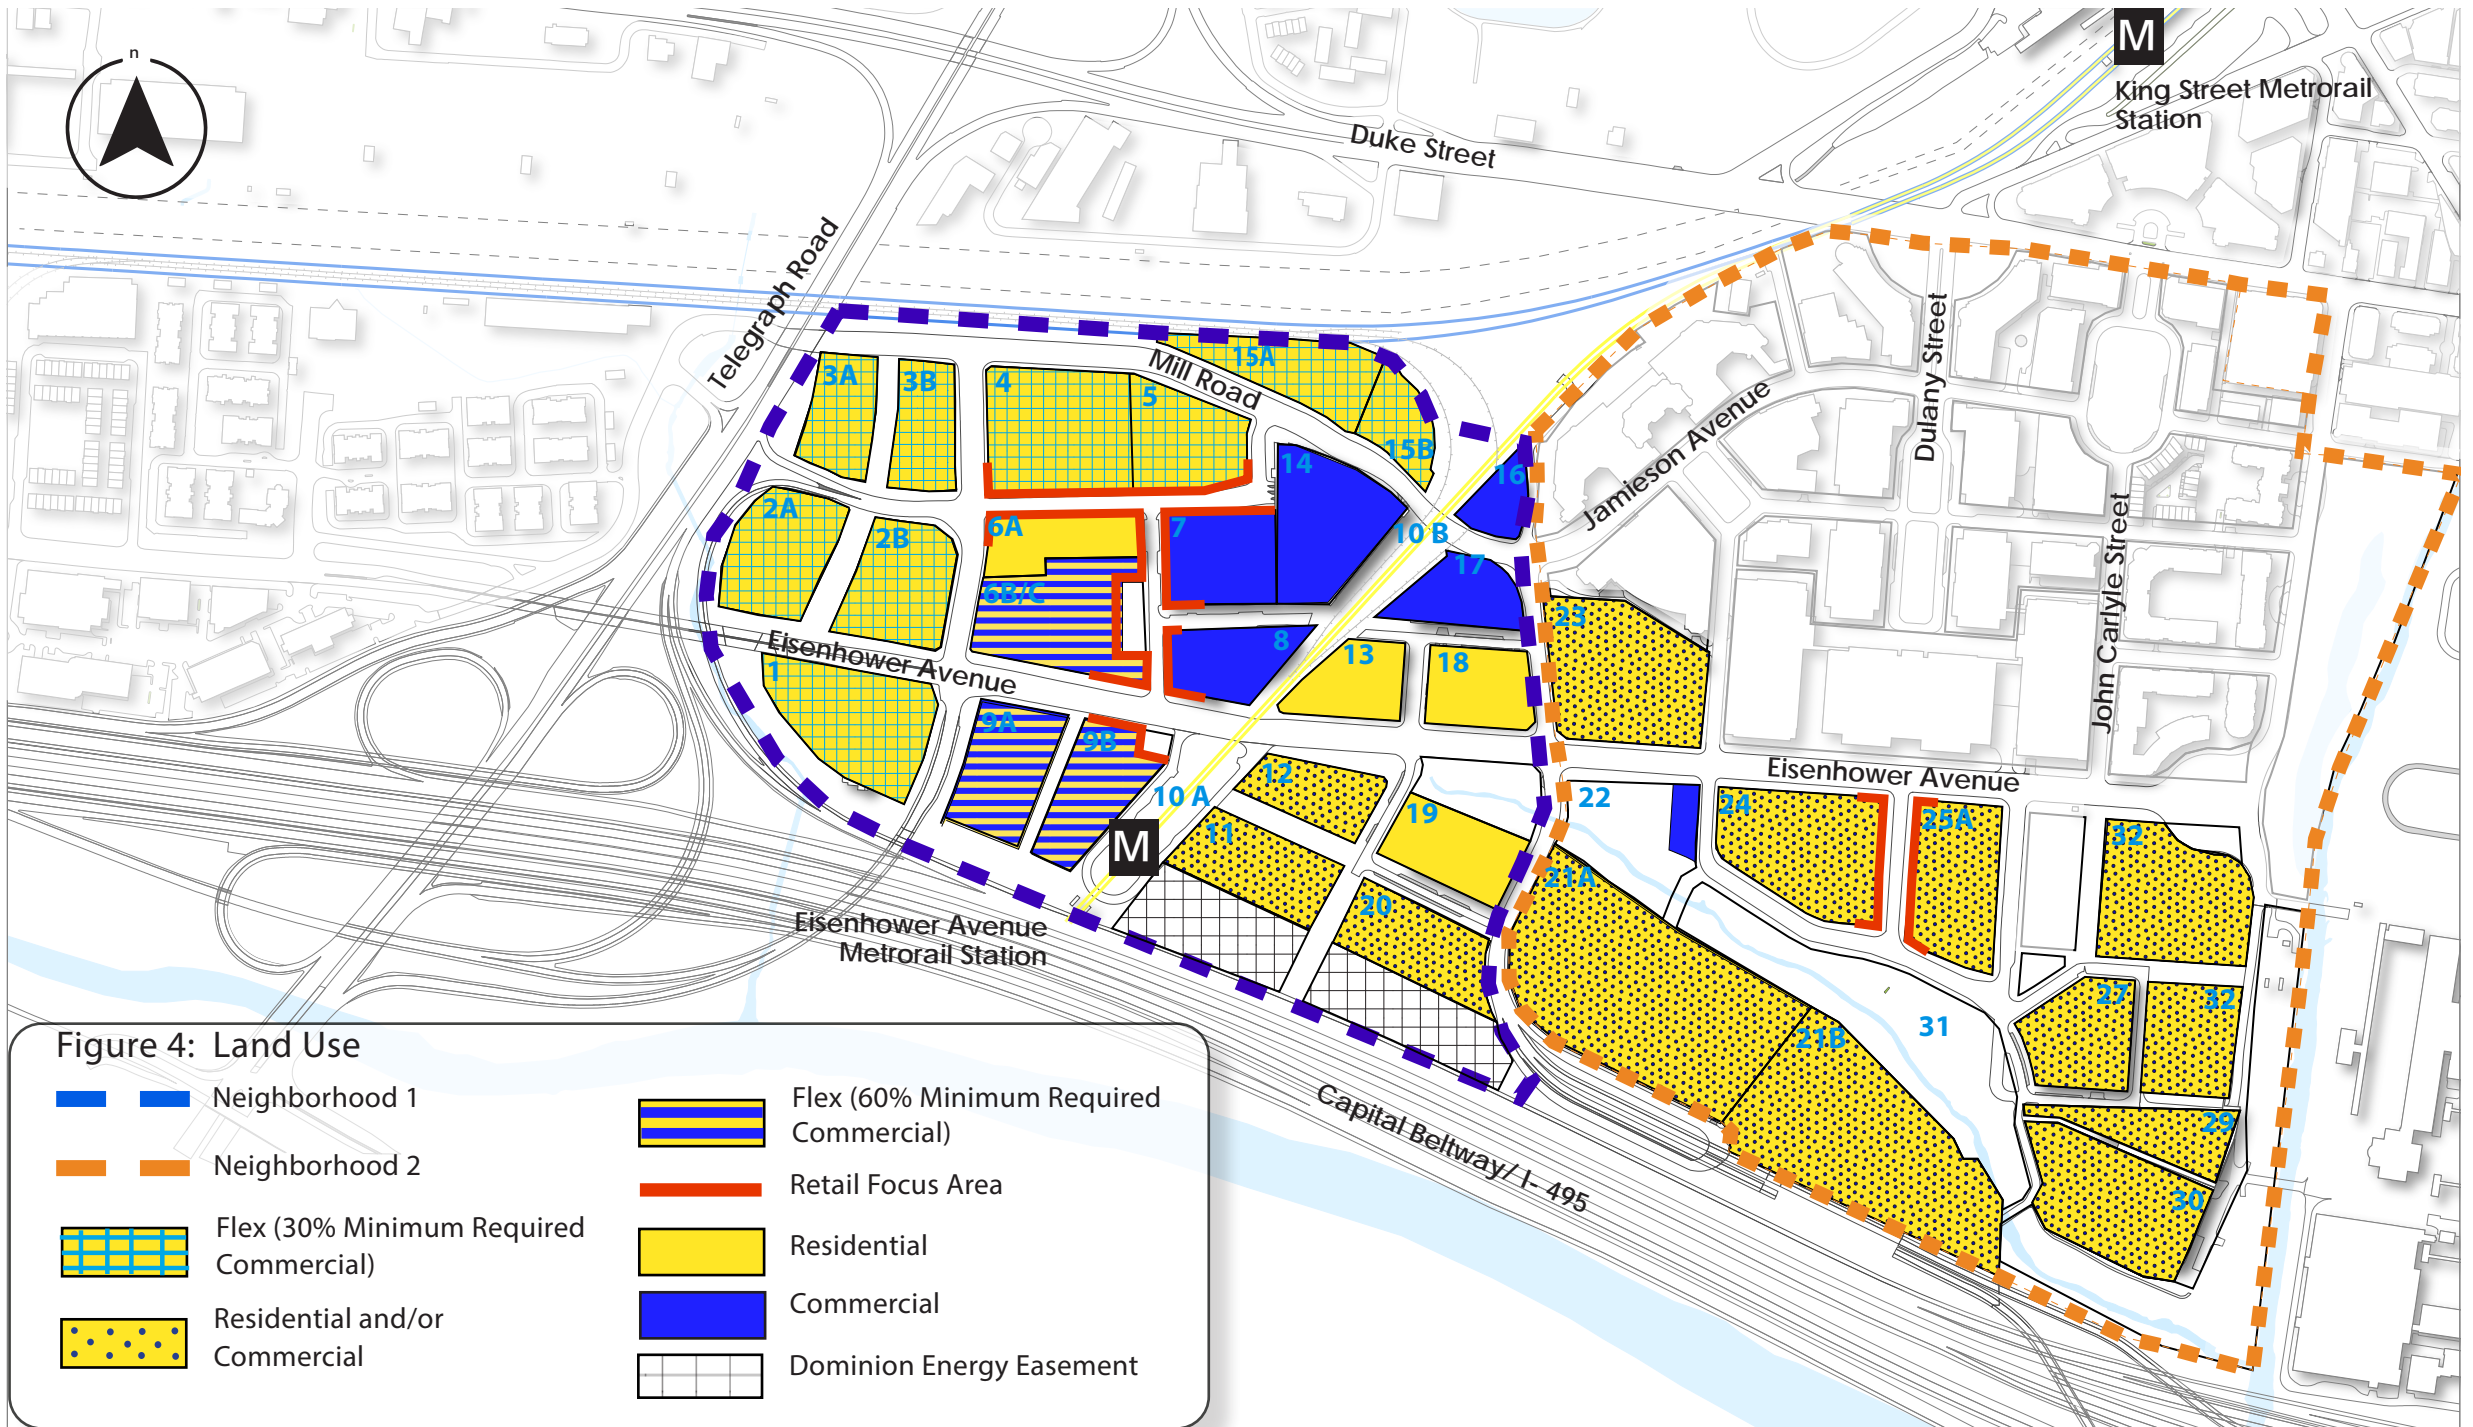 n
M
King Street Metrorail
Station
Duke Street
Telegraph Road
Mill Road
Dulany Street
Jamieson Avenue
John Carlyle Street
15A
3A
3B
4
5
15B
14
16
2A
2B
6A
7
10 B
17
6B/C
23
Eisenhower Avenue
8
13
18
1
9A
9B
12
Eisenhower Avenue
10 A
22
19
24
25A
M
11
32
21A
20
Eisenhower Avenue
Metrorail Station
27
32
31
21B
Capital Beltway/ I- 495
29
30
Figure 4: Land Use
Neighborhood 1
Neighborhood 2
Flex (30% Minimum Required
Commercial)
Residential and/or
Commercial
Flex (60% Minimum Required
Commercial)
Retail Focus Area
Residential
Commercial
Dominion Energy Easement